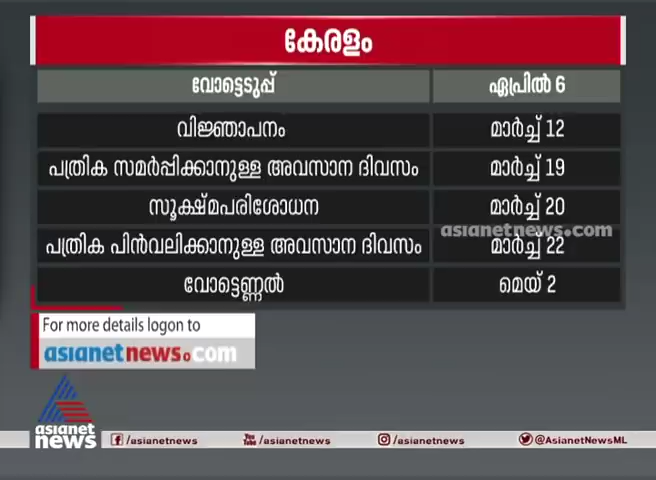 കേരളം
വോട്ടെടുപ്പ് ഏപ്രിൽ 6
വിജ്ഞാപനം മാർച്ച് 12
പത്രിക സമർപ്പിക്കാനുള്ള അവസാന ദിവസം മാർച്ച് 19
സൂക്ഷ്മപരിശോധന മാർച്ച് 20
asianetnews.com
പത്രിക പിൻവലിക്കാനുള്ള അവസാന ദിവസം മാർച്ച് 22
വോട്ടെണ്ണൽ മെയ് 2
For more details logon to
asianetnews.com
asianet
news
/asianetnews You Tube /asianetnews /asianetnews @AsianetNewsML